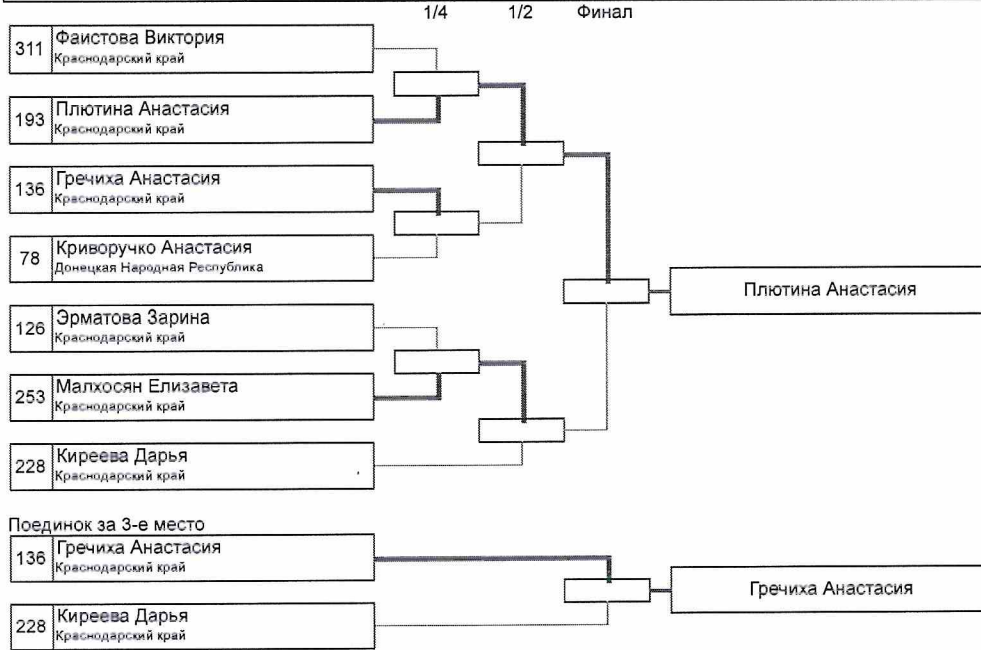 1/4 1/2 Финал
311 Фаистова Виктория
Краснодарский край
193 Плютина Анастасия
Краснодарский край
136 Гречиха Анастасия
Краснодарский край
78 Криворучко Анастасия
Донецкая Народная Республика
126 Эрматова Зарина
Краснодарский край
253 Малхосян Елизавета
Краснодарский край
228 Киреева Дарья
Краснодарский край
Плютина Анастасия
Поединок за 3-е место
136 Гречиха Анастасия
Краснодарский край
228 Киреева Дарья
Краснодарский край
Гречиха Анастасия